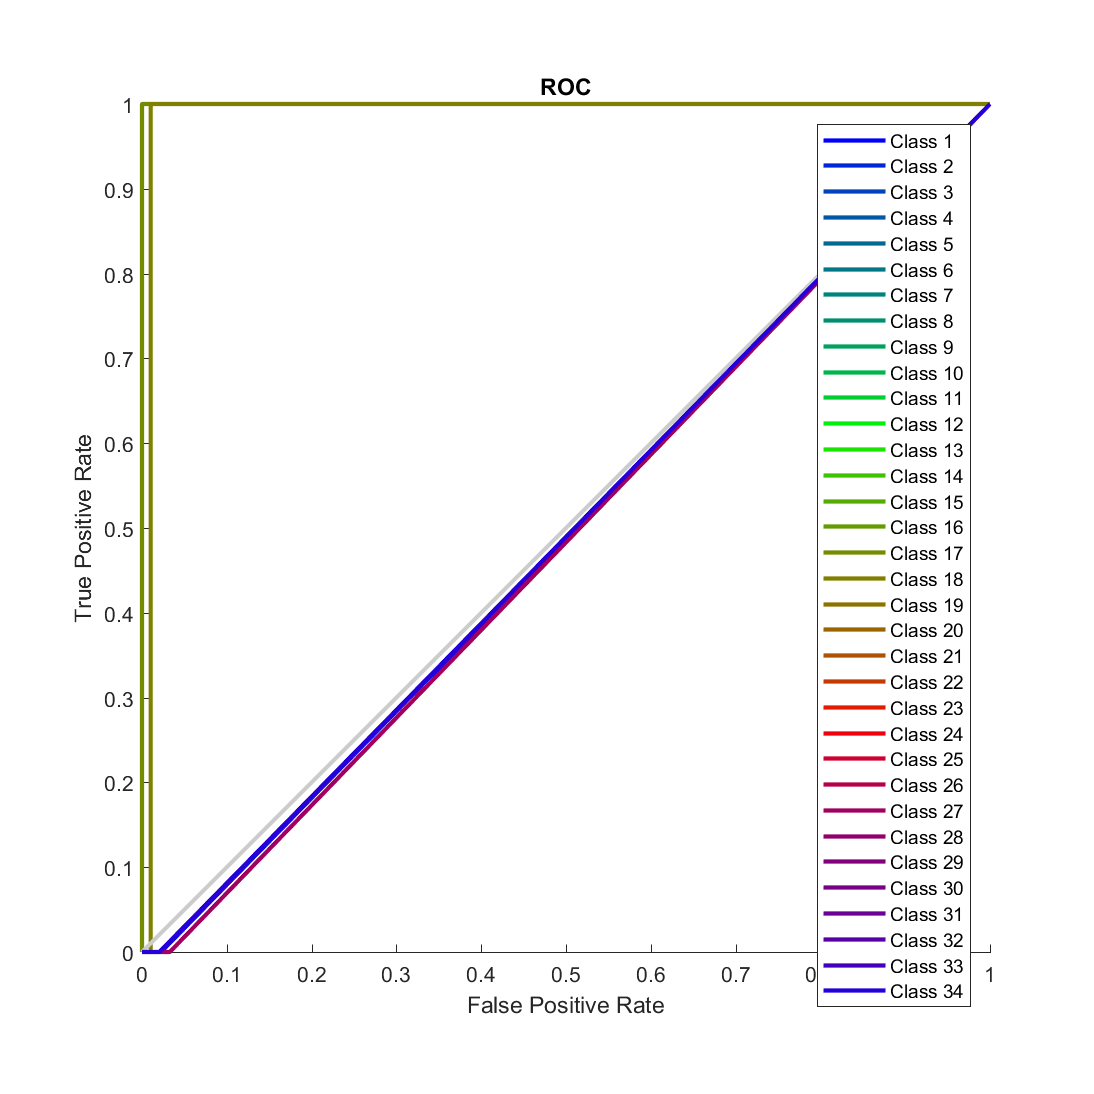 ROC
1
0.9
0.8
0.7
0.6
0.5
0.4
0.3
0.2
0.1
0
True Positive Rate
Class 1
Class 2
Class 3
Class 4
Class 5
Class 6
Class 7
Class 8
Class 9
Class 10
Class 11
Class 12
Class 13
Class 14
Class 15
Class 16
Class 17
Class 18
Class 19
Class 20
Class 21
Class 22
Class 23
Class 24
Class 25
Class 26
Class 27
Class 28
Class 29
Class 30
Class 31
Class 32
Class 33
Class 34
0 0.1 0.2 0.3 0.4 0.5 0.6 0.7 1
False Positive Rate